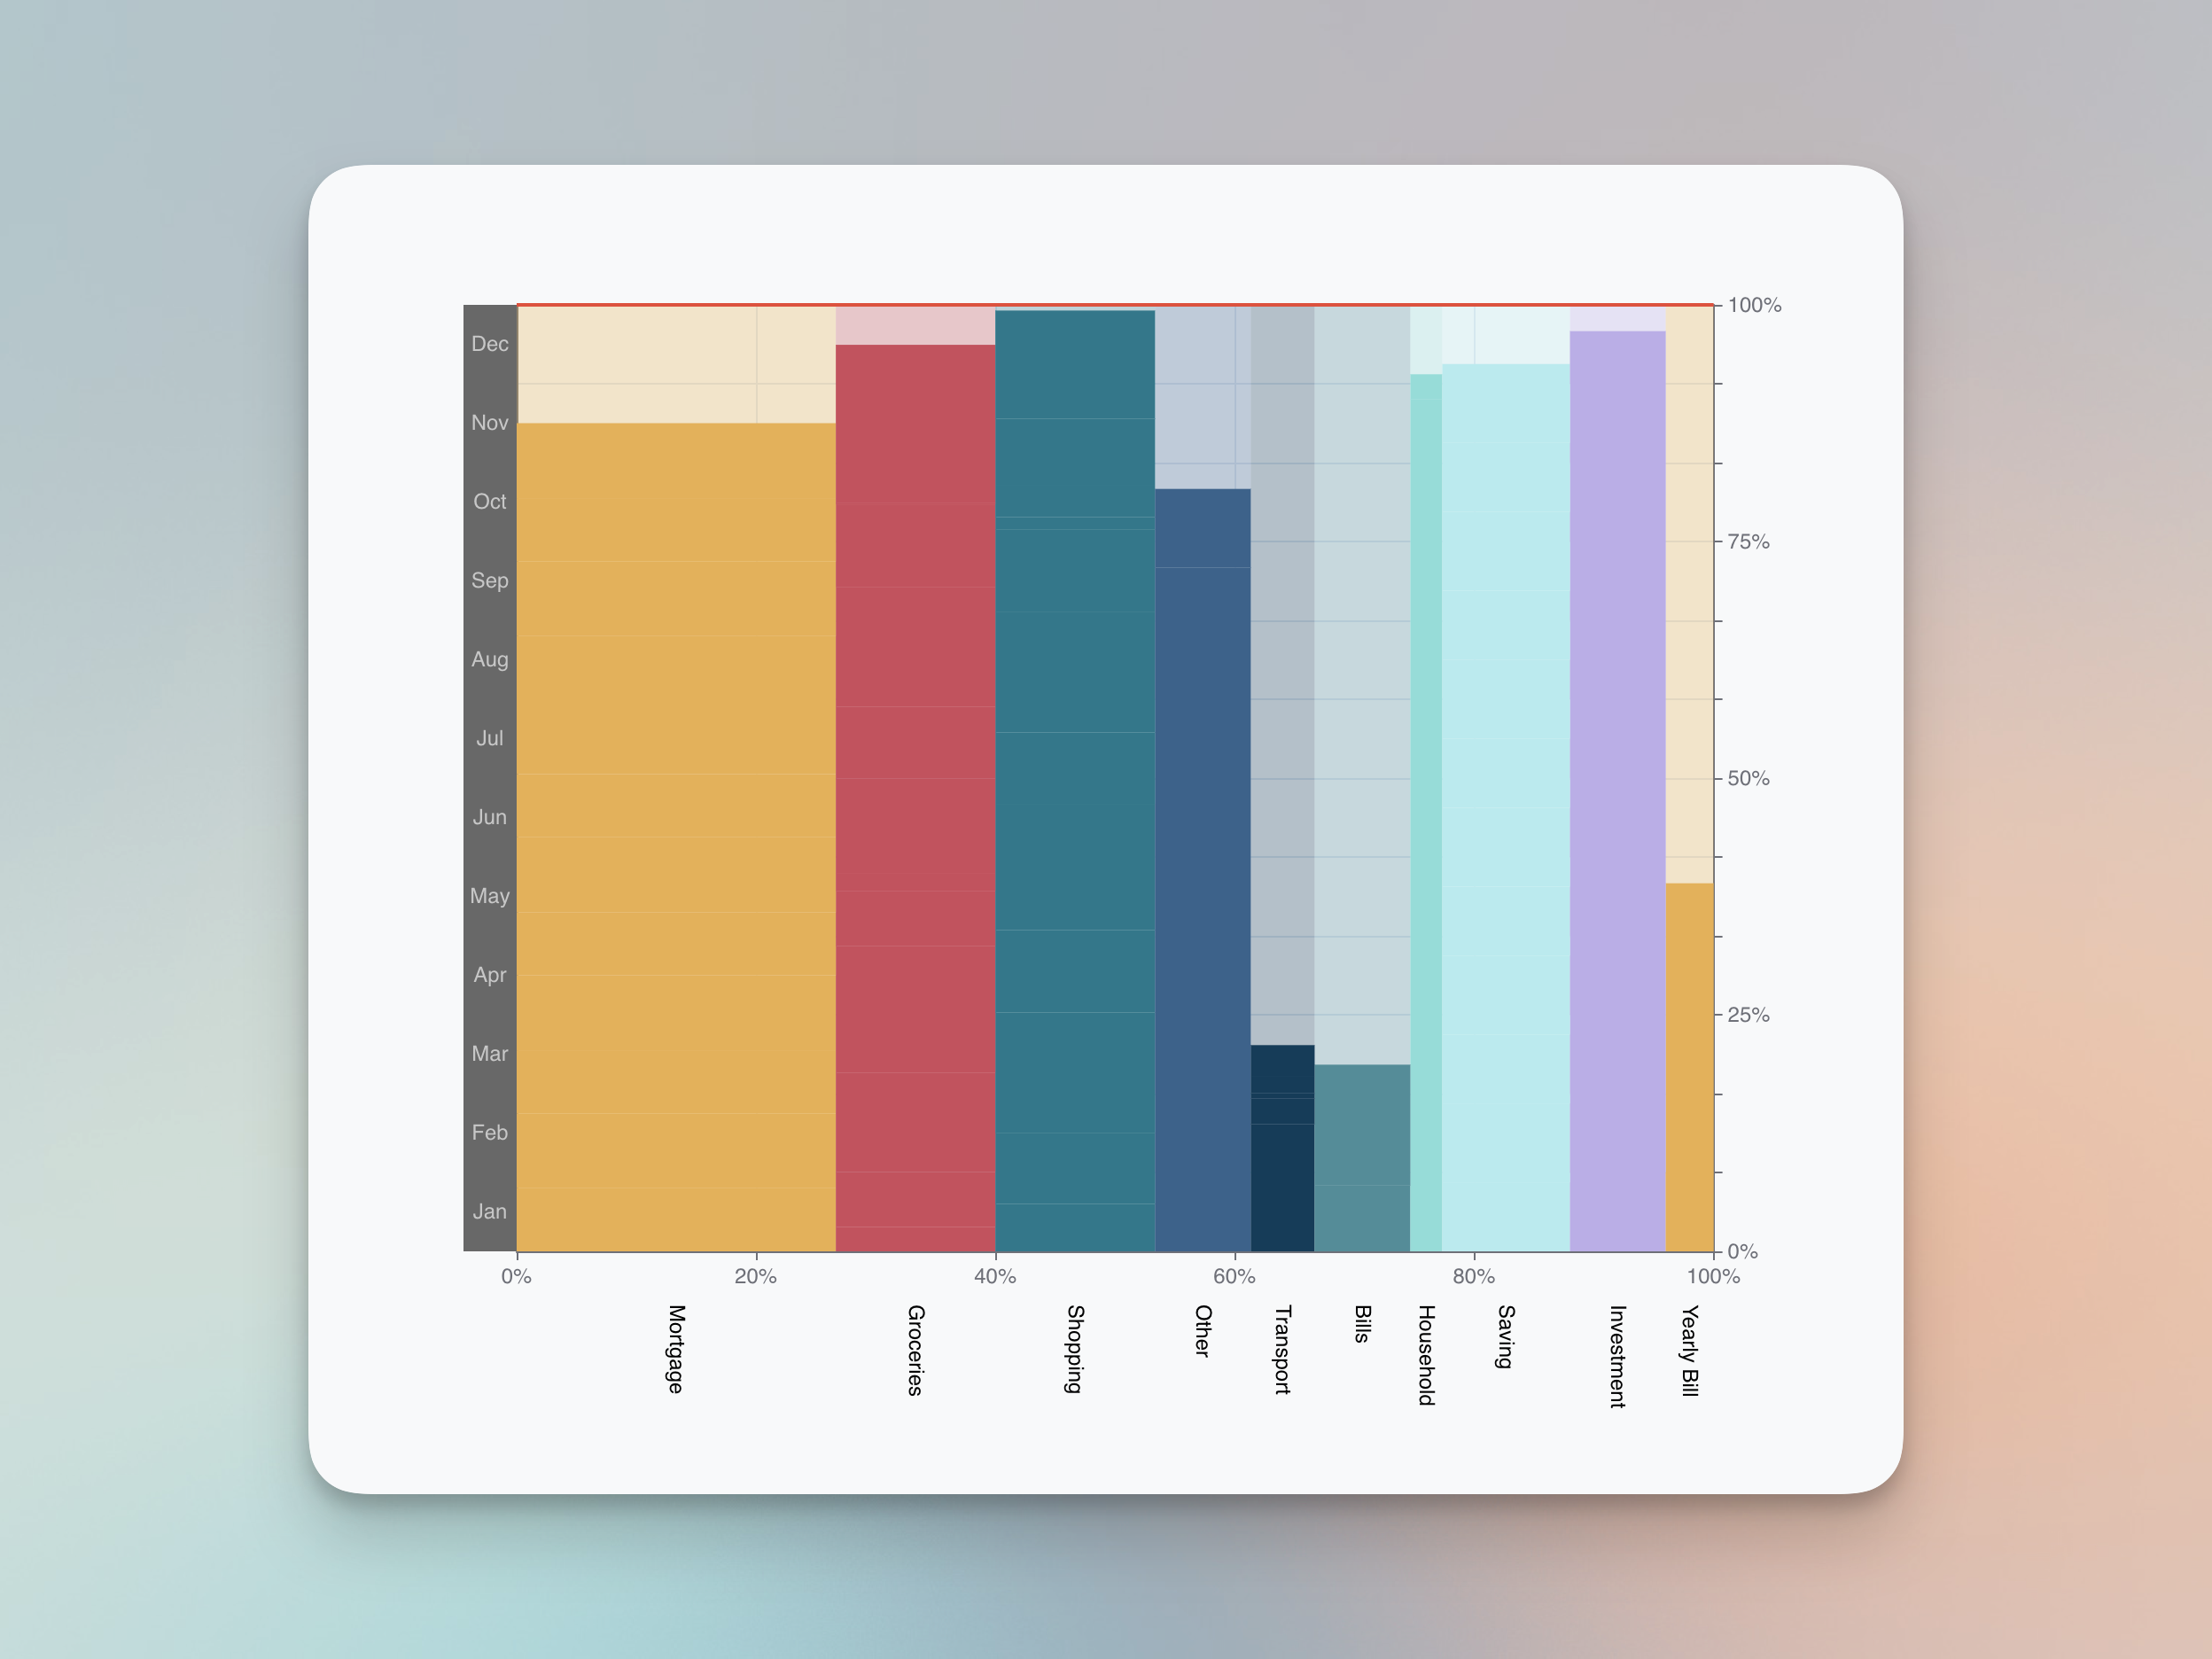 100%
Dec
Nov
Oct
75%
Sep
Aug
Jul
50%
Jun
May
Apr
25%
Mar
Feb
Jan
0%
0% 20% 40% 60% 80% 100%
Mortgage
Groceries
Shopping
Other
Transport
Bills
Household
Saving
Investment
Yearly Bill